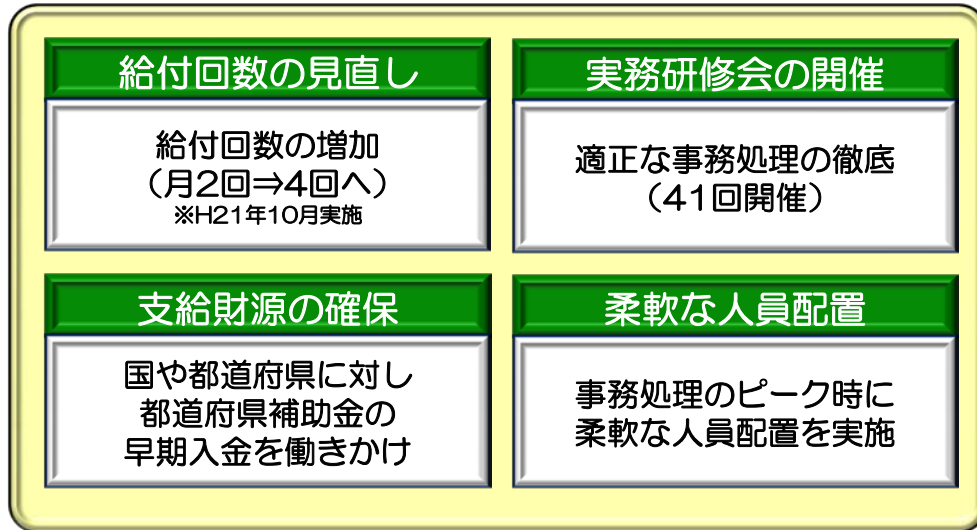 給付回数の見直し
給付回数の増加
（月2回⇒4回へ）
※H21年10月実施
実務研修会の開催
適正な事務処理の徹底
（41回開催）
支給財源の確保
国や都道府県に対し
都道府県補助金の
早期入金を働きかけ
柔軟な人員配置
事務処理のピーク時に
柔軟な人員配置を実施